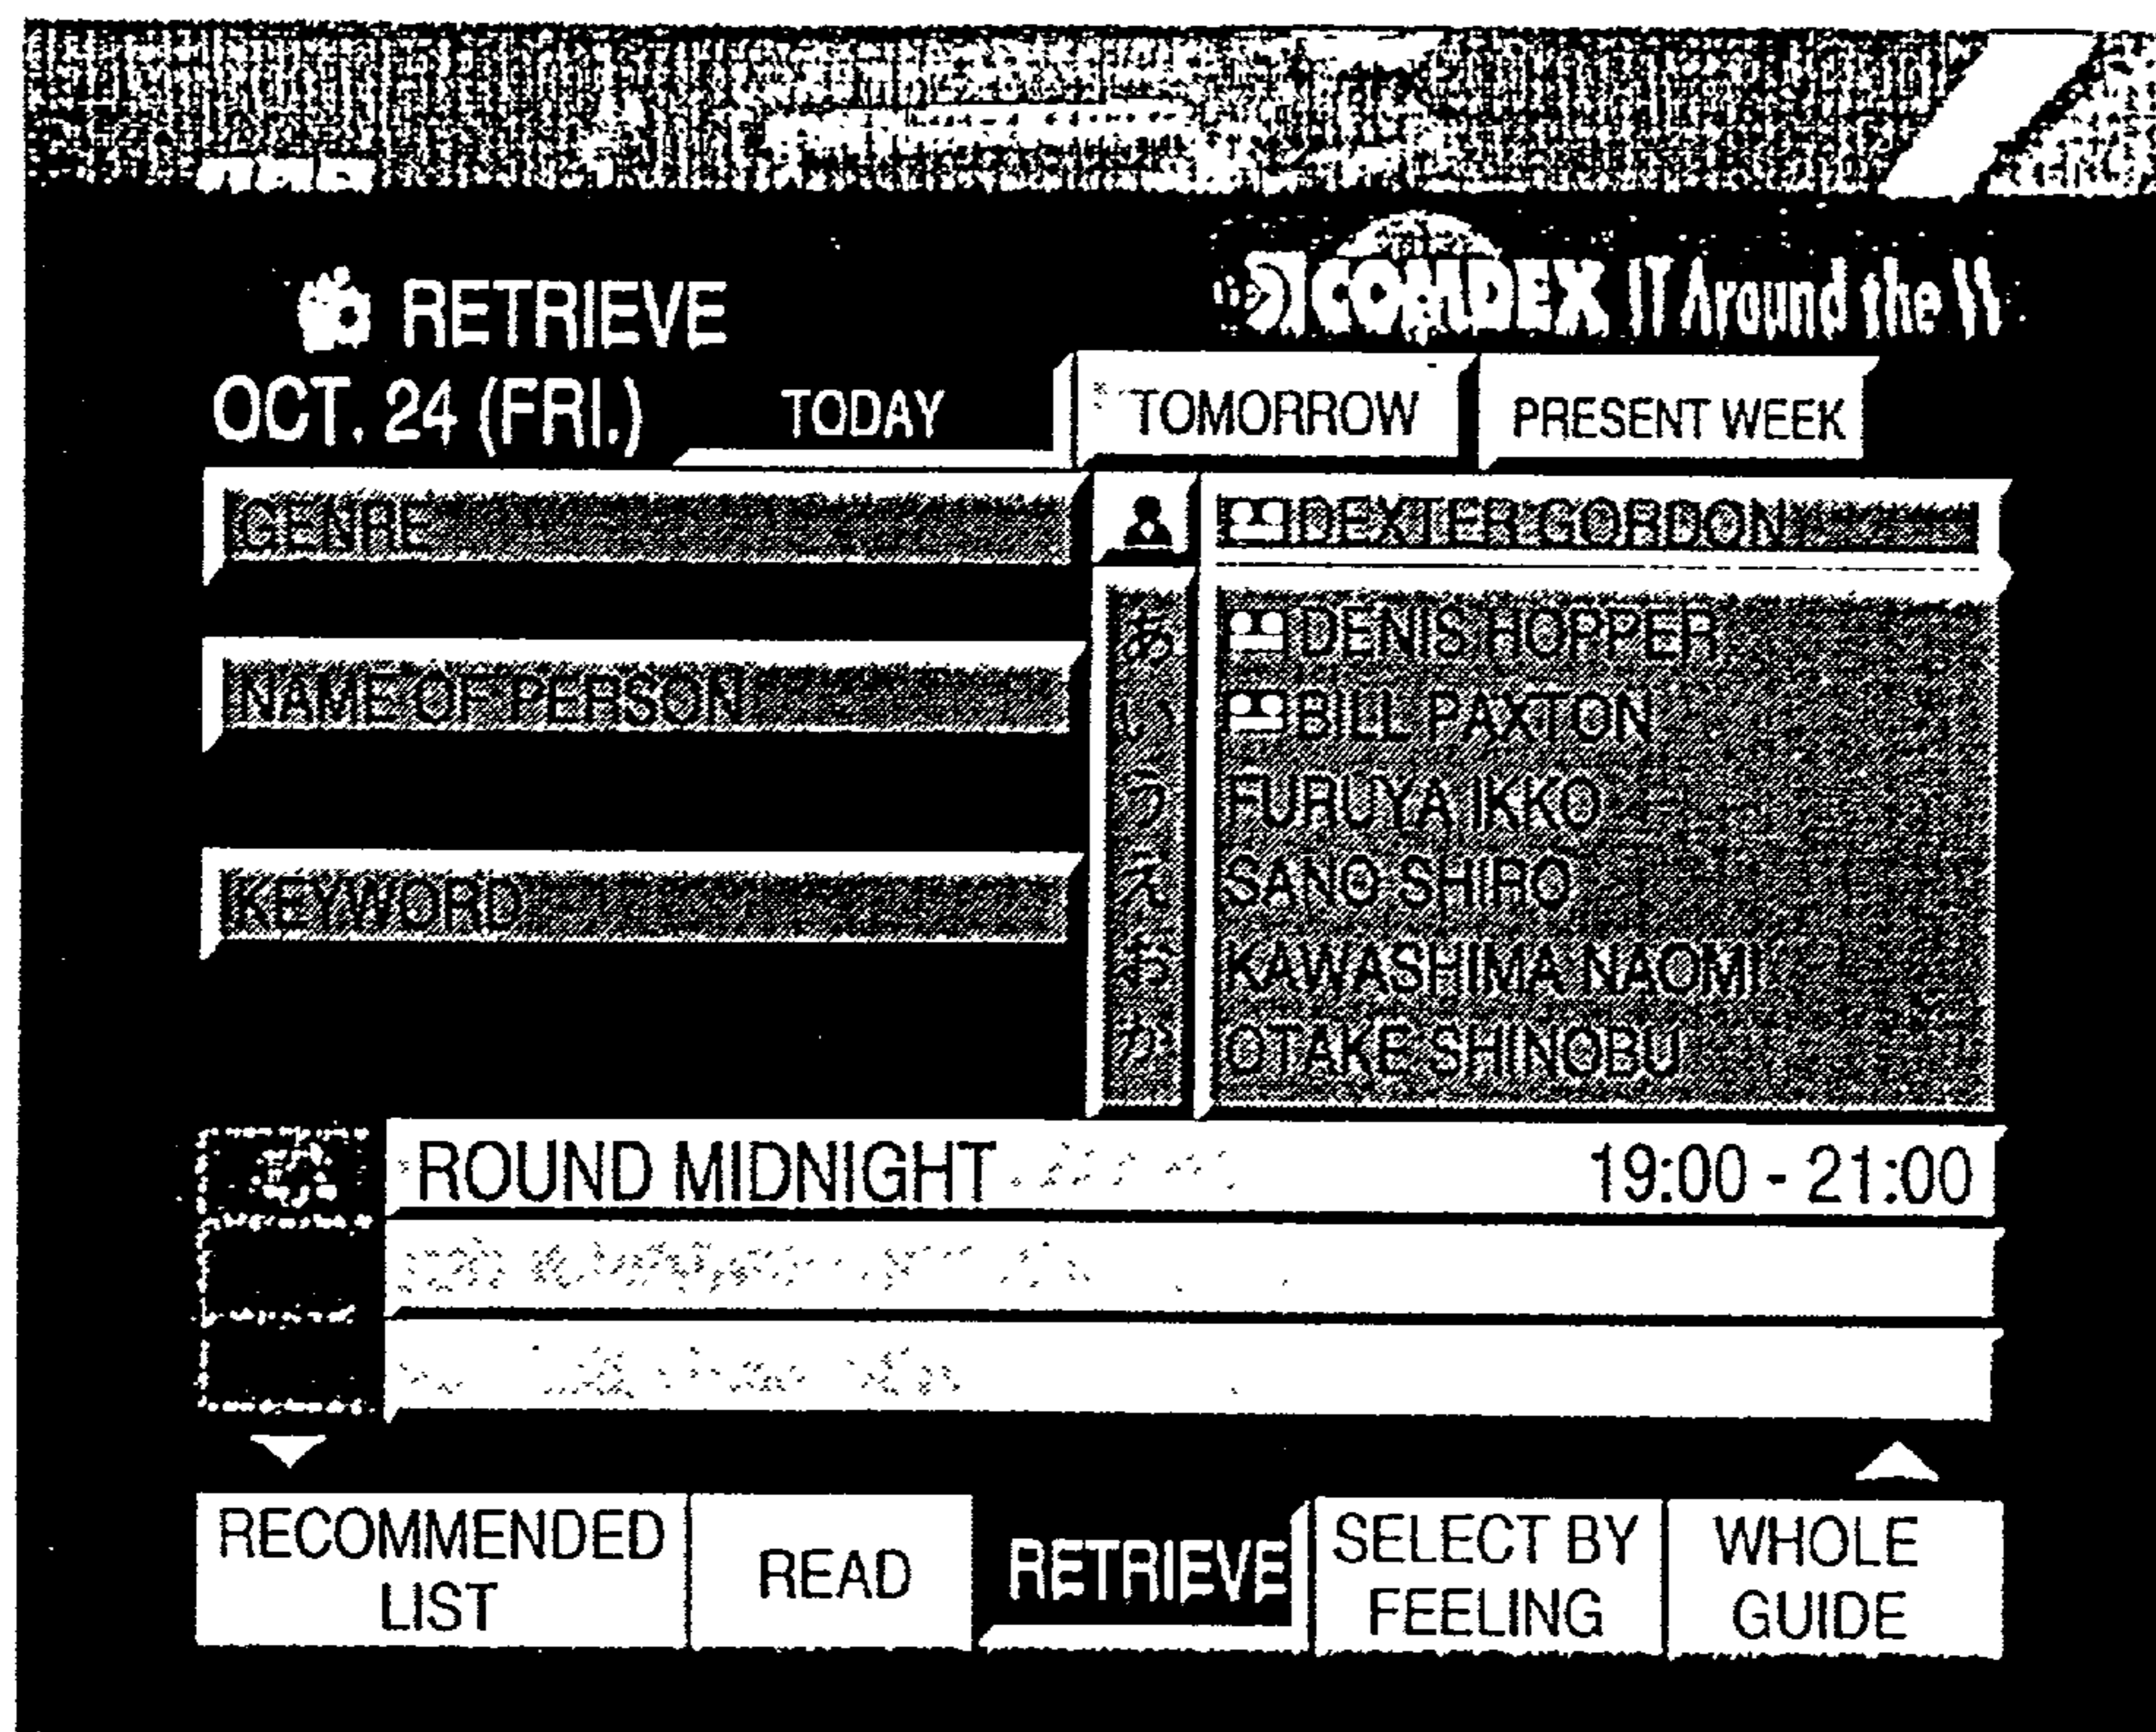 RETRIEVE
COMDEX IT Around the
OCT. 24 (FRI.)
TODAY
TOMORROW
PRESENT WEEK
GENRE
NAME OF PERSON
KEYWORD
あ
い
う
え
お
か
DEXTER GORDON
DENIS HOPPER
BILL PAXTON
FURUYA IKKO
SANO SHIRO
KAWASHIMA NAOMI
OTAKE SHINOBU
ROUND MIDNIGHT 19:00 - 21:00
RECOMMENDED
LIST
READ
RETRIEVE
SELECT BY
FEELING
WHOLE
GUIDE